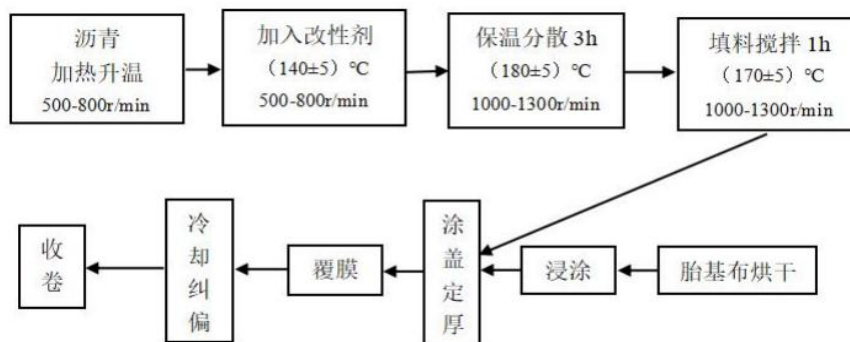 沥青
加热升温
500-800r/min
加入改性剂
（140±5）℃
500-800r/min
保温分散 3h
（180±5）℃
1000-1300r/min
填料搅拌 1h
（170±5）℃
1000-1300r/min
收卷
冷却纠偏
覆膜
涂盖定厚
浸涂
胎基布烘干